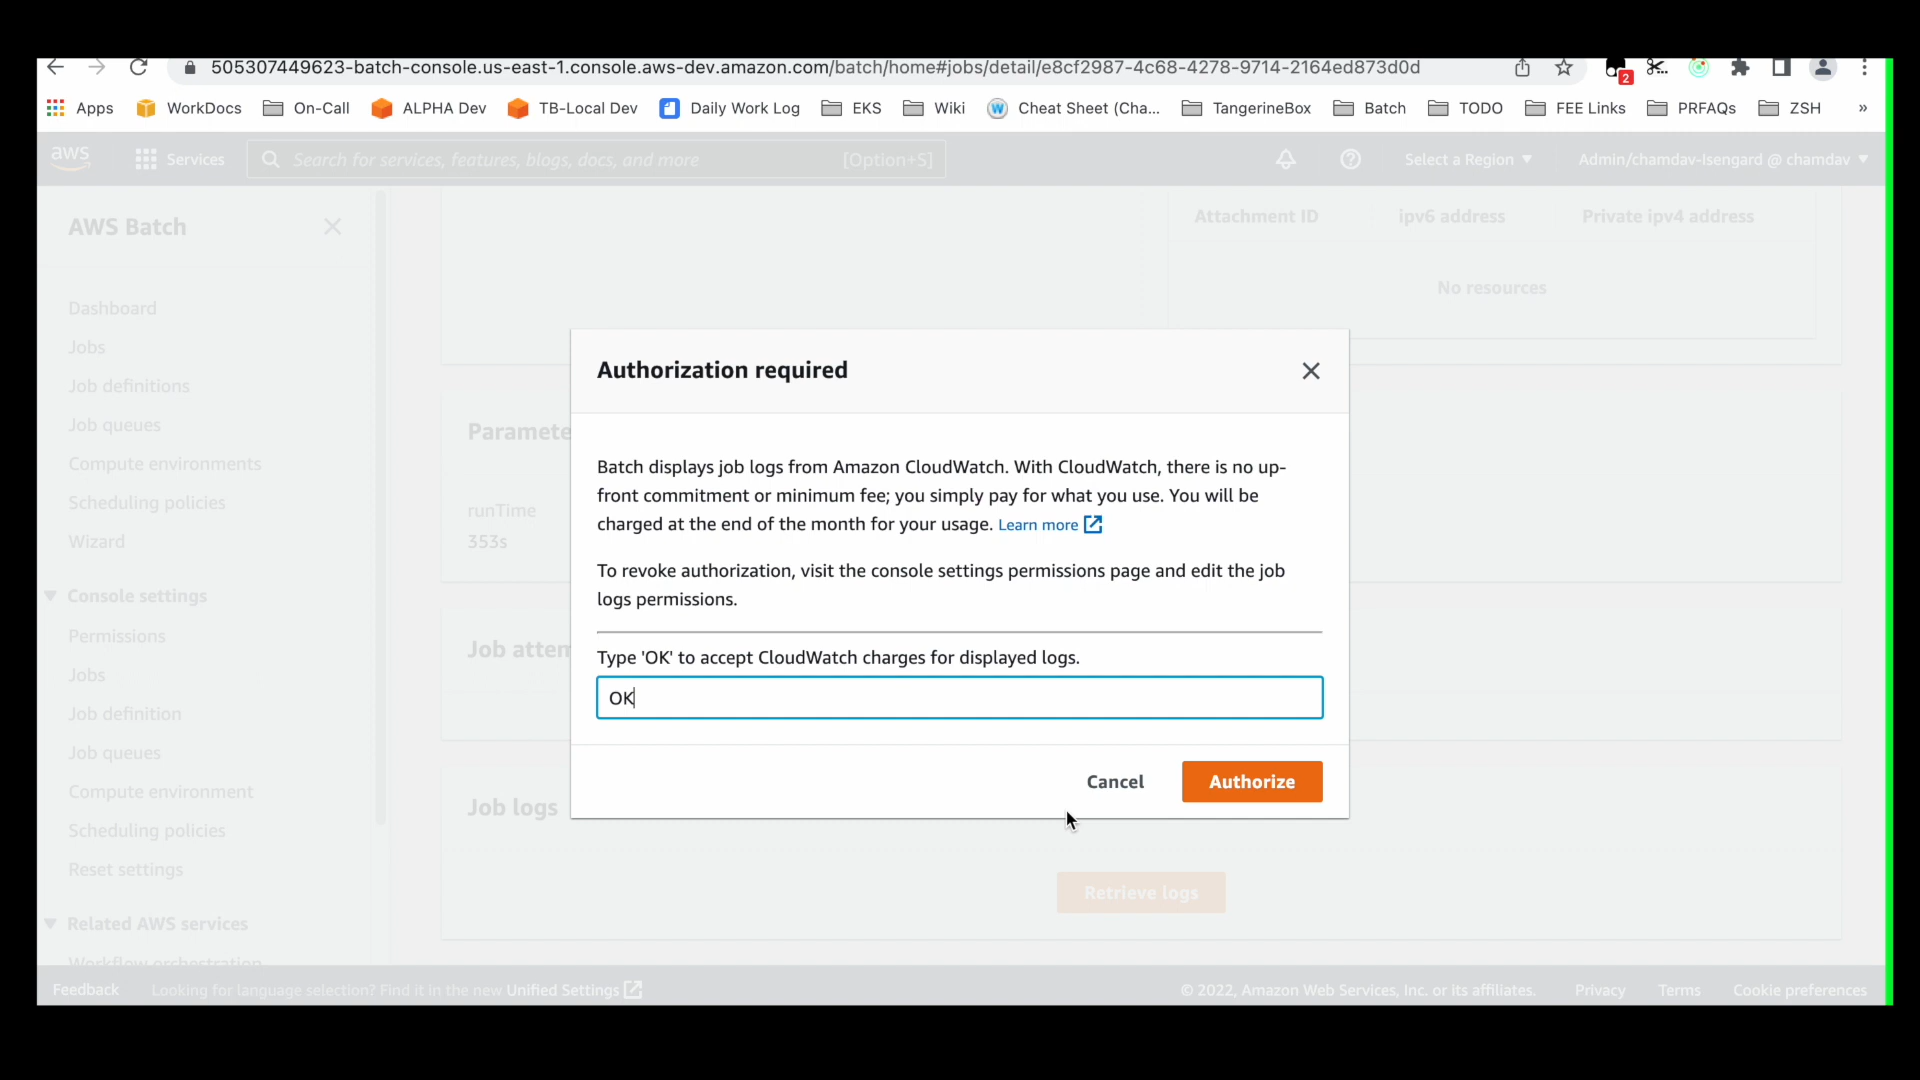 505307449623-batch-console.us-east-1.console.aws-dev.amazon.com/batch/home#jobs/detail/e8cf2987-4c68-4278-9714-2164ed873d0d
2
Apps WorkDocs On-Call ALPHA Dev TB-Local Dev Daily Work Log EKS Wiki Cheat Sheet (Cha... TangerineBox Batch TODO FEE Links PRFAQs ZSH »
aws Services Search for services, features, blogs, docs, and more [Option+S] Select a Region Admin/chamdav-Isengard @ chamdav
AWS Batch
Dashboard
Jobs
Job definitions
Job queues
Compute environments
Scheduling policies
Wizard
Console settings
Permissions
Jobs
Job definition
Job queues
Compute environment
Scheduling policies
Reset settings
Related AWS services
Workflow orchestration
Attachment ID ipv6 address Private ipv4 address
No resources
Paramete
runTime
353s
Job attem
Job logs
Retrieve logs
Authorization required
Batch displays job logs from Amazon CloudWatch. With CloudWatch, there is no up-
front commitment or minimum fee; you simply pay for what you use. You will be
charged at the end of the month for your usage. Learn more
To revoke authorization, visit the console settings permissions page and edit the job
logs permissions.
Type 'OK' to accept CloudWatch charges for displayed logs.
OK
Cancel Authorize
Feedback Looking for language selection? Find it in the new Unified Settings © 2022, Amazon Web Services, Inc. or its affiliates. Privacy Terms Cookie preferences